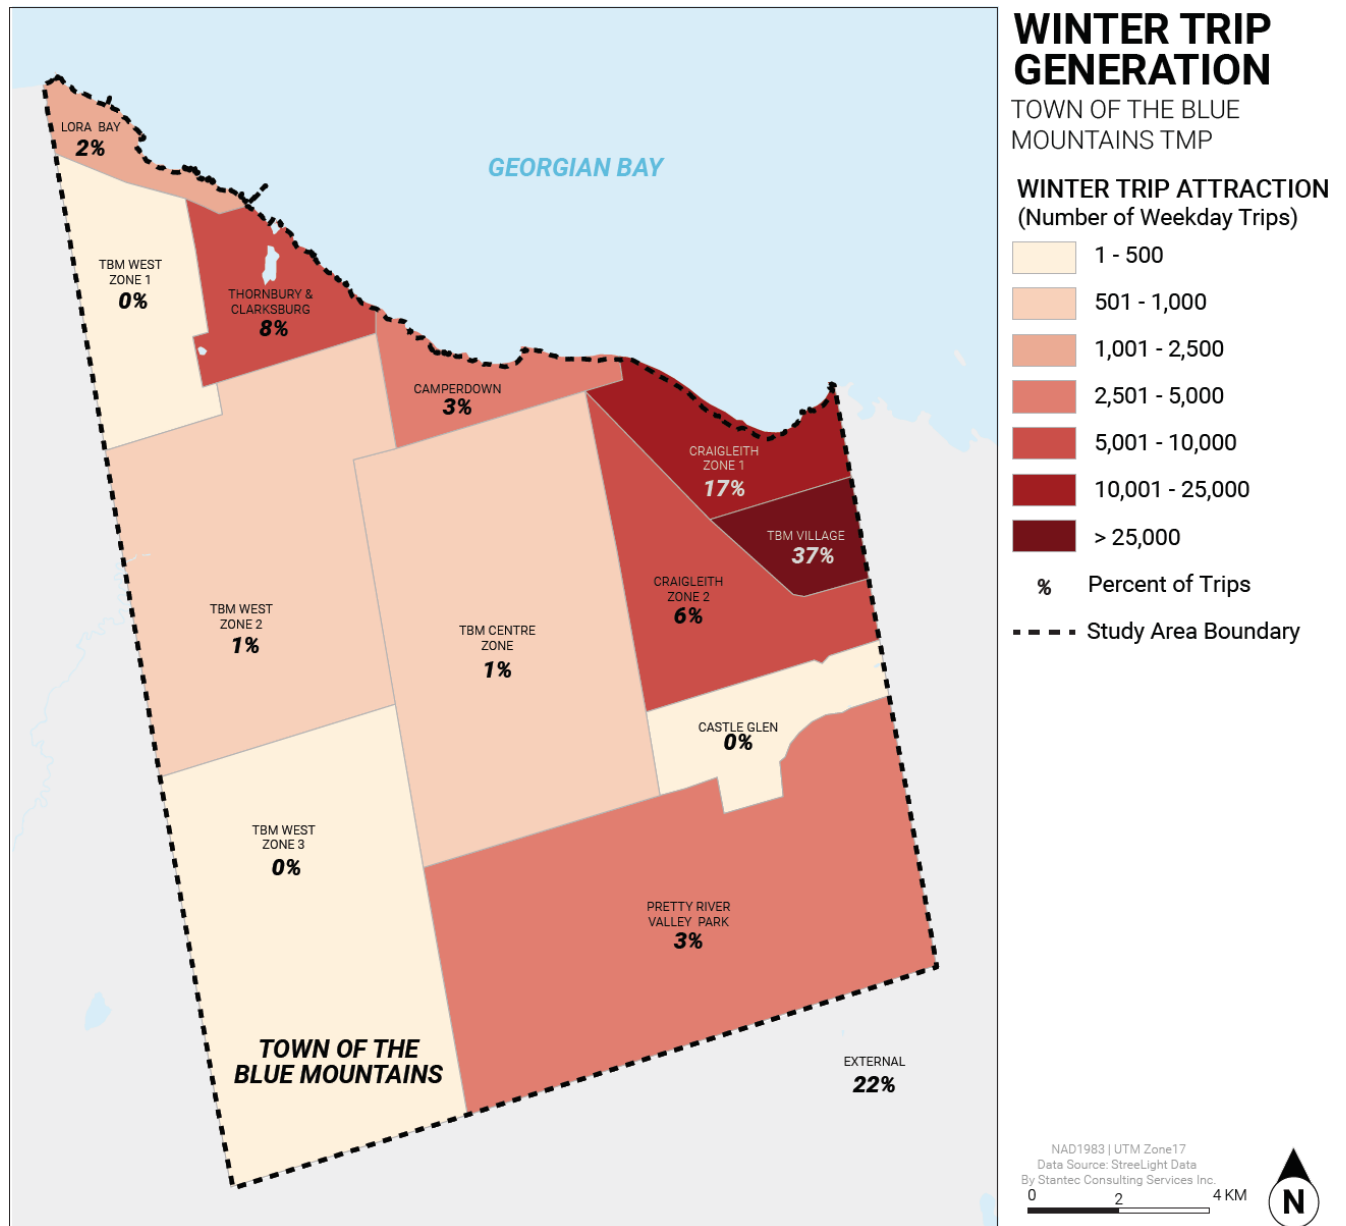 WINTER TRIP
GENERATION
TOWN OF THE BLUE
MOUNTAINS TMP
WINTER TRIP ATTRACTION
(Number of Weekday Trips)
1 - 500
501 - 1,000
1,001 - 2,500
2,501 - 5,000
5,001 - 10,000
10,001 - 25,000
> 25,000
% Percent of Trips
Study Area Boundary
GEORGIAN BAY
LORA BAY
2%
TBM WEST
ZONE 1
0%
THORNBURY &
CLARKSBURG
8%
CAMPERDOWN
3%
CRAIGLEITH
ZONE 1
17%
TBM VILLAGE
37%
CRAIGLEITH
ZONE 2
6%
TBM WEST
ZONE 2
1%
TBM CENTRE
ZONE
1%
CASTLE GLEN
0%
TBM WEST
ZONE 3
0%
PRETTY RIVER
VALLEY PARK
3%
TOWN OF THE
BLUE MOUNTAINS
EXTERNAL
22%
NAD1983 | UTM Zone17
Data Source: StreeLight Data
By Stantec Consulting Services Inc.
0 2 4 KM
N